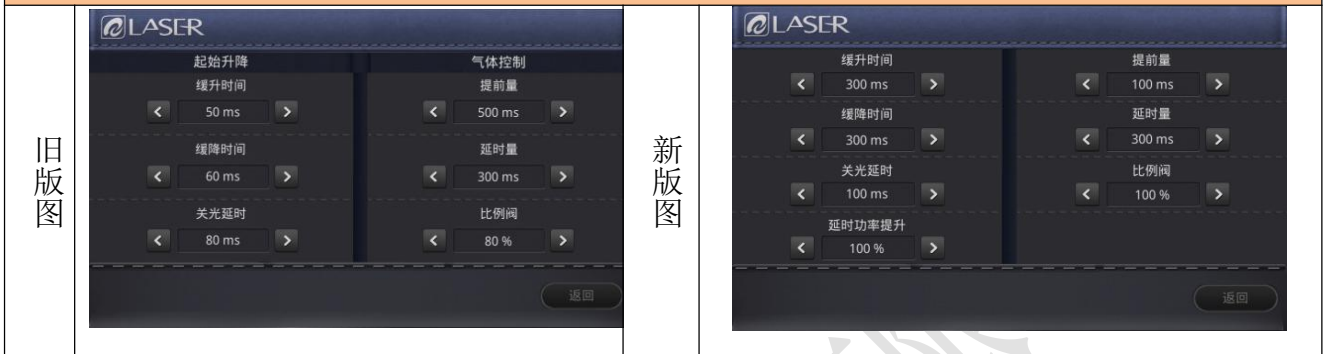 旧版图
LASER
起始升降
气体控制
缓升时间
提前量
< 50 ms >
< 500 ms >
缓降时间
延时量
< 60 ms >
< 300 ms >
关光延时
比例阀
< 80 ms >
< 80 % >
返回
新版图
LASER
缓升时间
提前量
< 300 ms >
< 100 ms >
缓降时间
延时量
< 300 ms >
< 300 ms >
关光延时
比例阀
< 100 ms >
< 100 % >
延时功率提升
< 100 % >
返回